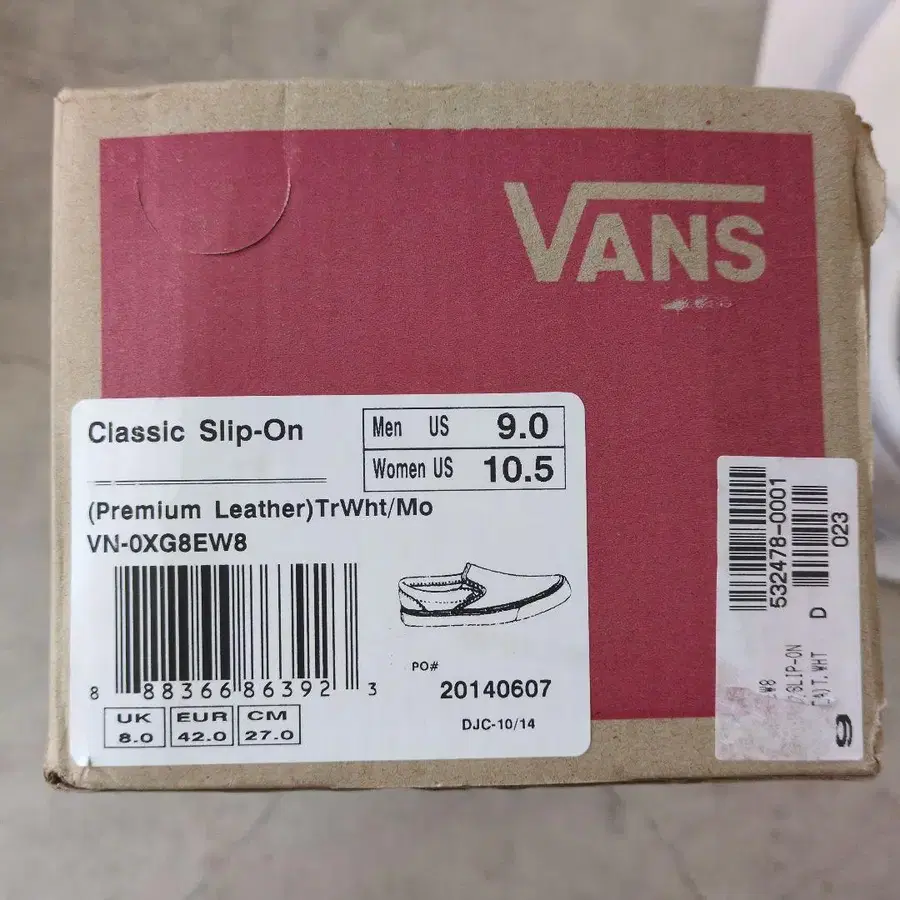 VANS
Classic Slip-On
Men US 9.0
Women US 10.5
(Premium Leather)TrWht/Mo
VN-0XG8EW8
8 88366 86392 3
PO#
20140607
DJC-10/14
UK EUR CM
8.0 42.0 27.0
532478-0001
D 023
W8
SLIP-ON
T.WHT
9